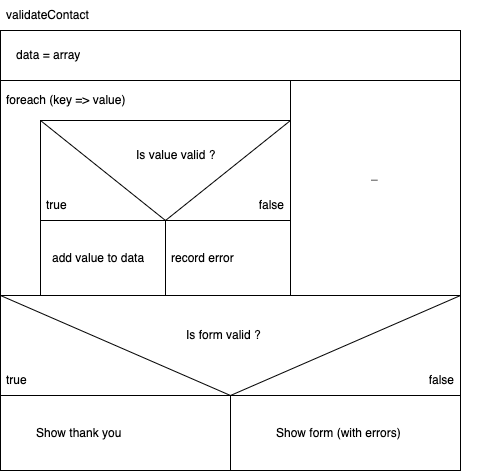 validateContact
data = array
foreach (key => value)
Is value valid ?
true
false
add value to data
record error
_
Is form valid ?
true
false
Show thank you
Show form (with errors)